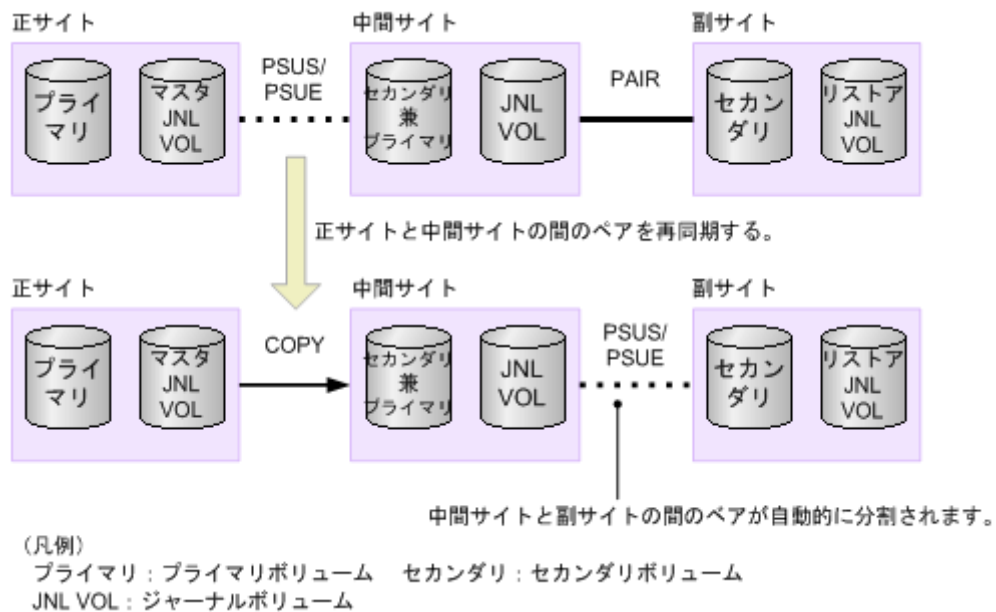 正サイト
中間サイト
副サイト
プライ
マリ
マスタ
JNL
VOL
PSUS/
PSUE
セカンダリ
兼
プライマリ
JNL
VOL
PAIR
セカン
ダリ
リストア
JNL
VOL
正サイトと中間サイトの間のペアを再同期する。
正サイト
中間サイト
副サイト
プライ
マリ
マスタ
JNL
VOL
COPY
セカンダリ
兼
プライマリ
JNL
VOL
PSUS/
PSUE
セカン
ダリ
リストア
JNL
VOL
中間サイトと副サイトの間のペアが自動的に分割されます。
(凡例)
プライマリ:プライマリボリューム セカンダリ:セカンダリボリューム
JNL VOL:ジャーナルボリューム